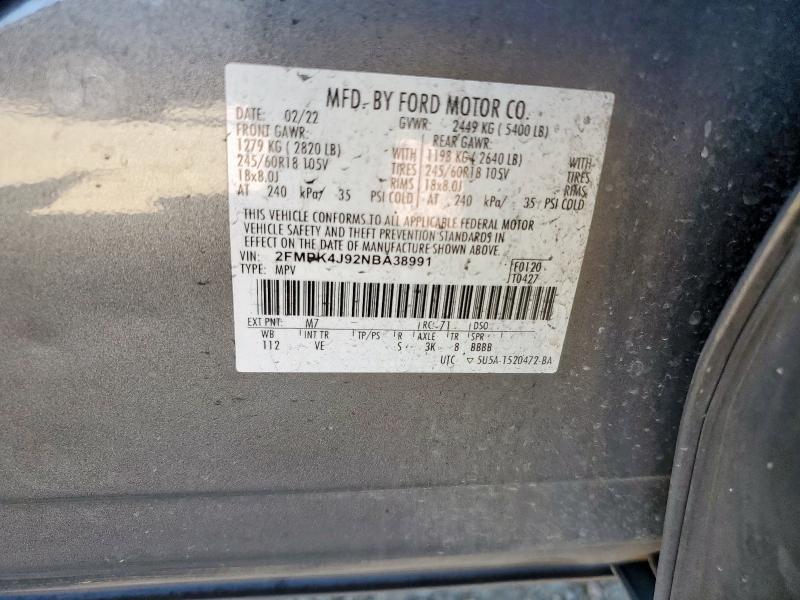 MFD. BY FORD MOTOR CO.
DATE: 02/22 GVWR: 2449 KG ( 5400 LB)
FRONT GAWR: REAR GAWR:
1279 KG ( 2820 LB) WITH 1198 KG ( 2640 LB) WITH
245/60R18 105V TIRES 245/60R18 105V TIRES
18x8.0J RIMS 18x8.0J RIMS
AT 240 kPa/ 35 PSI COLD AT 240 kPa/ 35 PSI COLD
THIS VEHICLE CONFORMS TO ALL APPLICABLE FEDERAL MOTOR
VEHICLE SAFETY AND THEFT PREVENTION STANDARDS IN
EFFECT ON THE DATE OF MANUFACTURE SHOWN ABOVE.
VIN: 2FMPK4J92NBA38991 F0120
TYPE: MPV T0427
EXT PNT: M7 RC: 71 DSO:
WB INT TR TP/PS R AXLE TR SPR
112 VE S 3K 8 BBBB
UTC ▽ 5U5A-1520472-BA